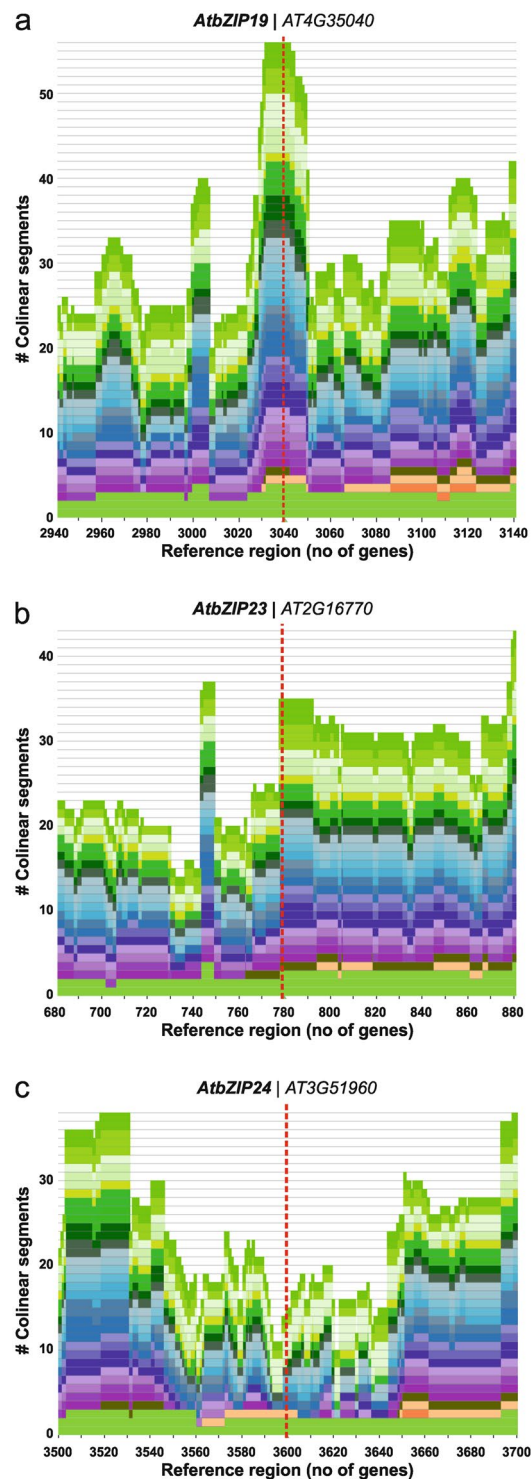 a
AtbZIP19 | AT4G35040
# Colinear segments
50
40
30
20
10
0
2940 2960 2980 3000 3020 3040 3060 3080 3100 3120 3140
Reference region (no of genes)
b
AtbZIP23 | AT2G16770
# Colinear segments
40
30
20
10
0
680 700 720 740 760 780 800 820 840 860 880
Reference region (no of genes)
c
AtbZIP24 | AT3G51960
# Colinear segments
30
20
10
0
3500 3520 3540 3560 3580 3600 3620 3640 3660 3680 3700
Reference region (no of genes)